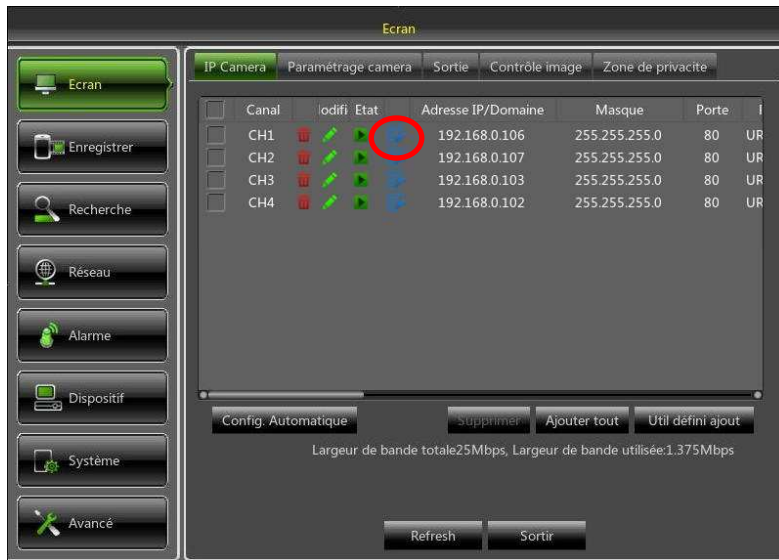 Ecran
Ecran
Enregistrer
Recherche
Réseau
Alarme
Dispositif
Système
Avancé
IP Camera Paramétrage camera Sortie Contrôle image Zone de privacite
Canal lodifi Etat Adresse IP/Domaine Masque Porte
CH1 192.168.0.106 255.255.255.0 80 UR
CH2 192.168.0.107 255.255.255.0 80 UR
CH3 192.168.0.103 255.255.255.0 80 UR
CH4 192.168.0.102 255.255.255.0 80 UR
Config. Automatique Supprimer Ajouter tout Util défini ajout
Largeur de bande totale25Mbps, Largeur de bande utilisée:1.375Mbps
Refresh Sortir